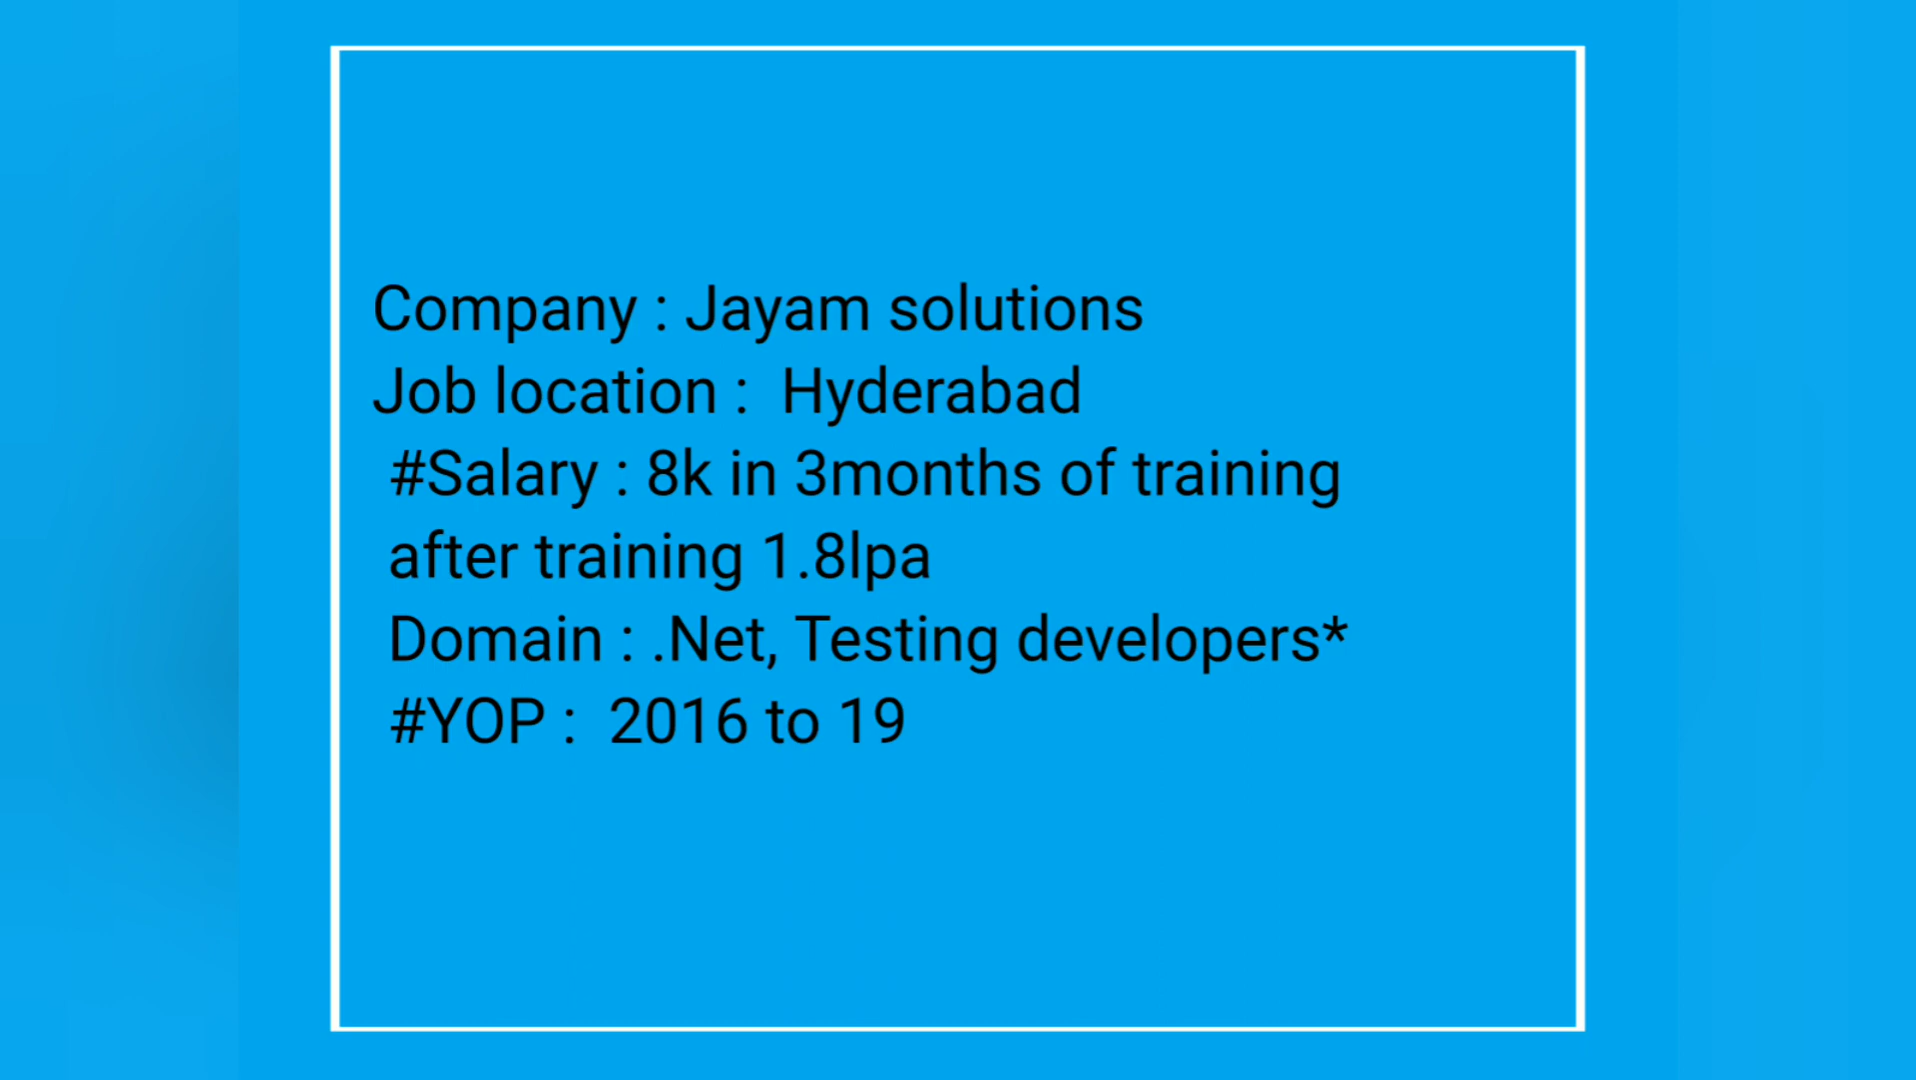 Company : Jayam solutions
Job location :  Hyderabad
#Salary : 8k in 3months of training
after training 1.8lpa
Domain : .Net, Testing developers*
#YOP :  2016 to 19